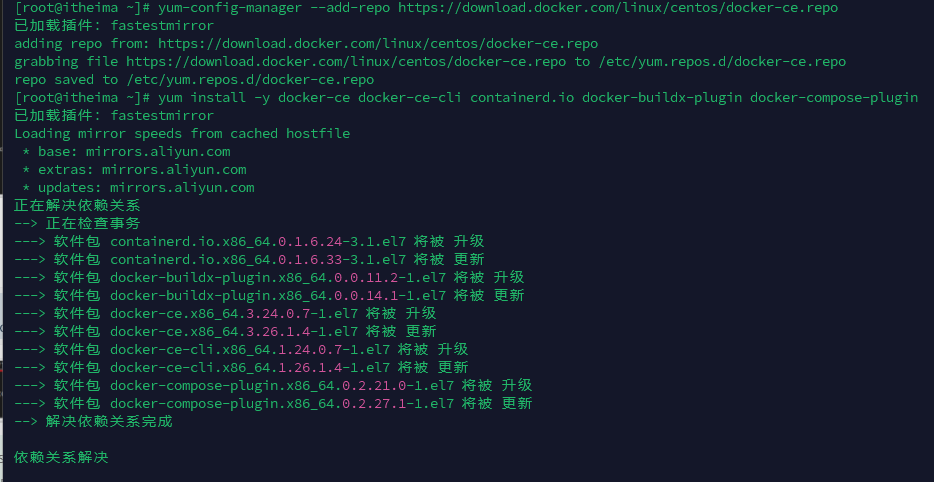 [root@itheima ~]# yum-config-manager --add-repo https://download.docker.com/linux/centos/docker-ce.repo
已加载插件: fastestmirror
adding repo from: https://download.docker.com/linux/centos/docker-ce.repo
grabbing file https://download.docker.com/linux/centos/docker-ce.repo to /etc/yum.repos.d/docker-ce.repo
repo saved to /etc/yum.repos.d/docker-ce.repo
[root@itheima ~]# yum install -y docker-ce docker-ce-cli containerd.io docker-buildx-plugin docker-compose-plugin
已加载插件: fastestmirror
Loading mirror speeds from cached hostfile
 * base: mirrors.aliyun.com
 * extras: mirrors.aliyun.com
 * updates: mirrors.aliyun.com
正在解决依赖关系
--> 正在检查事务
---> 软件包 containerd.io.x86_64.0.1.6.24-3.1.el7 将被 升级
---> 软件包 containerd.io.x86_64.0.1.6.33-3.1.el7 将被 更新
---> 软件包 docker-buildx-plugin.x86_64.0.0.11.2-1.el7 将被 升级
---> 软件包 docker-buildx-plugin.x86_64.0.0.14.1-1.el7 将被 更新
---> 软件包 docker-ce.x86_64.3.24.0.7-1.el7 将被 升级
---> 软件包 docker-ce.x86_64.3.26.1.4-1.el7 将被 更新
---> 软件包 docker-ce-cli.x86_64.1.24.0.7-1.el7 将被 升级
---> 软件包 docker-ce-cli.x86_64.1.26.1.4-1.el7 将被 更新
---> 软件包 docker-compose-plugin.x86_64.0.2.21.0-1.el7 将被 升级
---> 软件包 docker-compose-plugin.x86_64.0.2.27.1-1.el7 将被 更新
--> 解决依赖关系完成
依赖关系解决